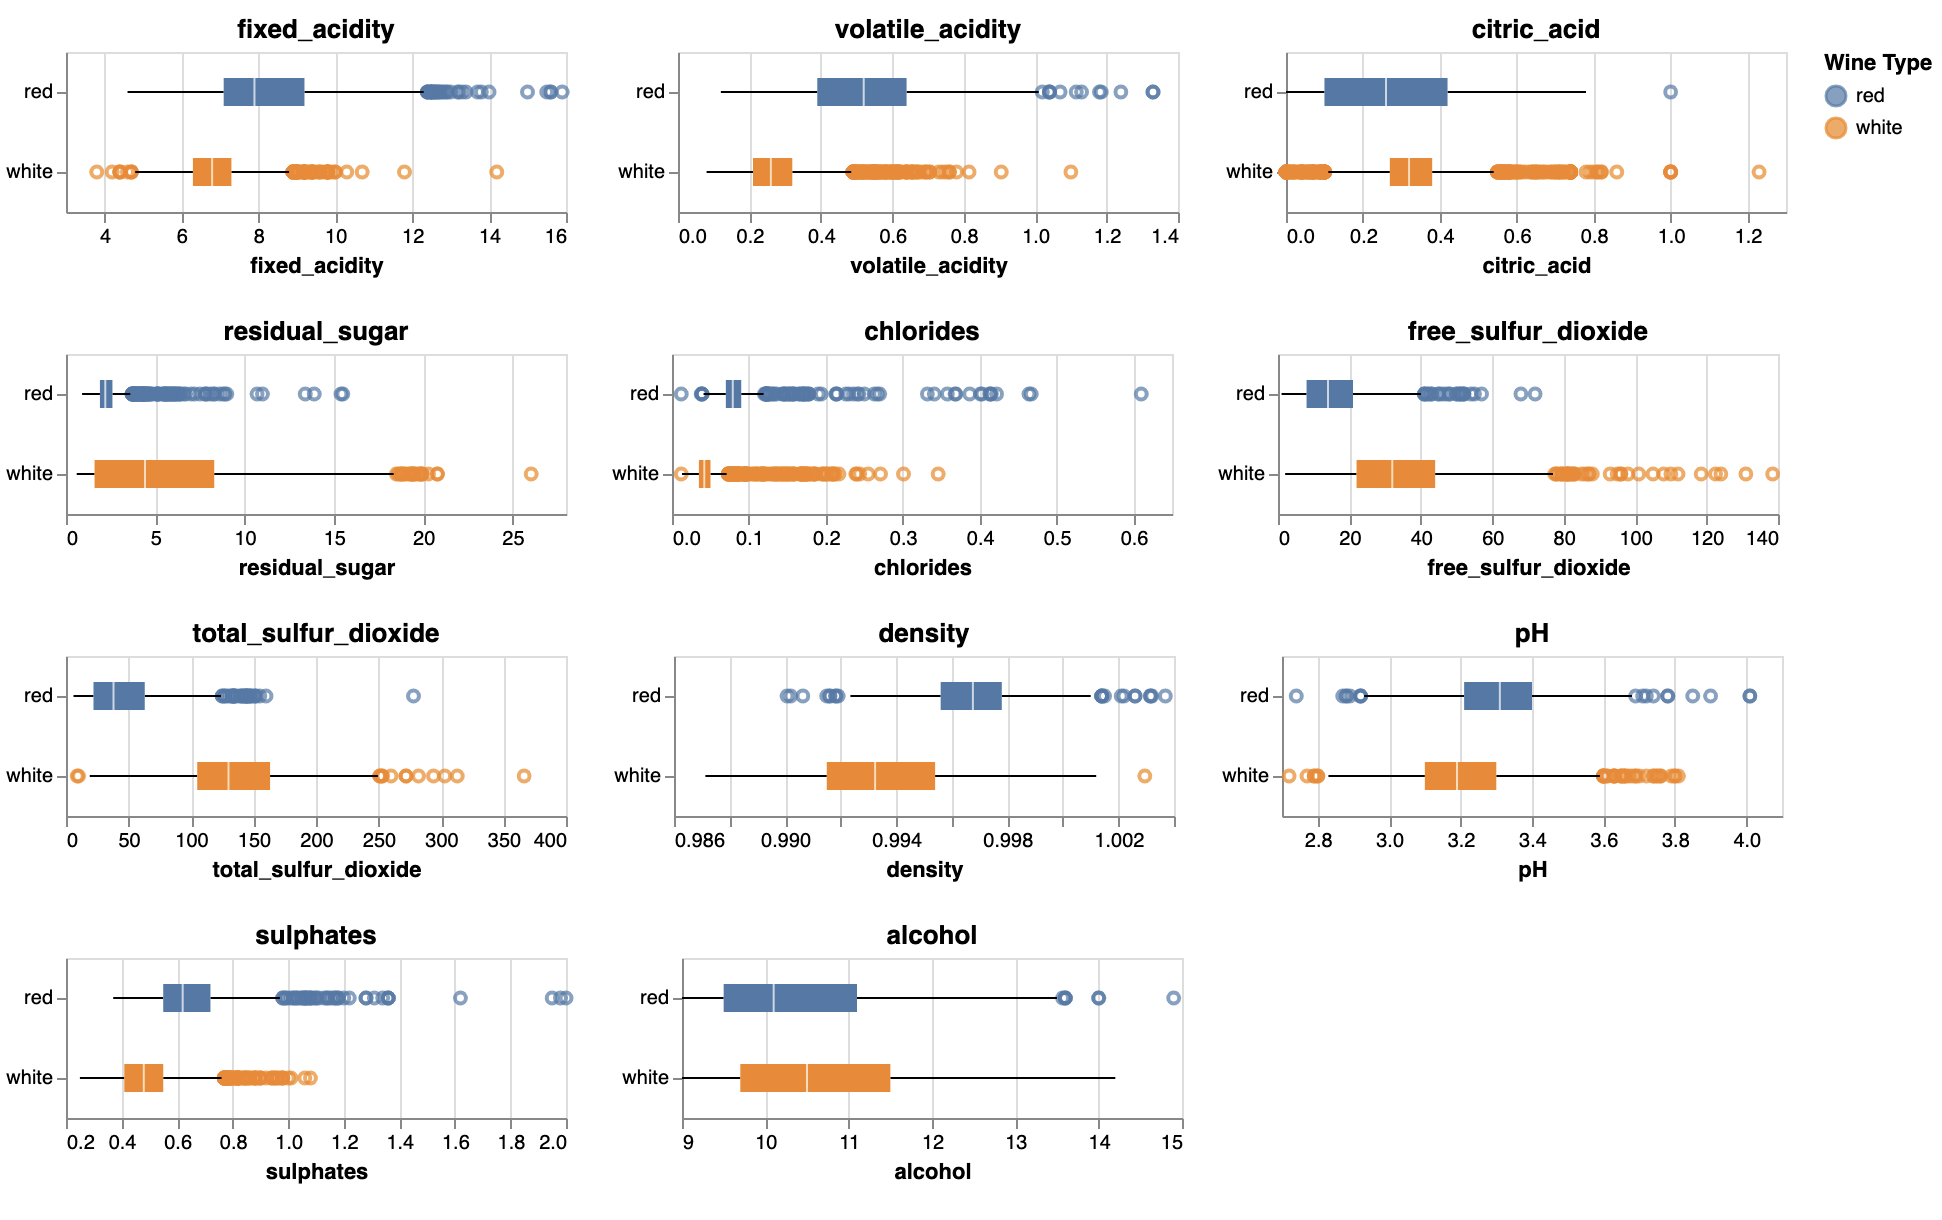 fixed_acidity volatile_acidity citric_acid
Wine Type
red
white
red
white
4 6 8 10 12 14 16
fixed_acidity
red
white
0.0 0.2 0.4 0.6 0.8 1.0 1.2 1.4
volatile_acidity
red
white
0.0 0.2 0.4 0.6 0.8 1.0 1.2
citric_acid
residual_sugar chlorides free_sulfur_dioxide
red
white
0 5 10 15 20 25
residual_sugar
red
white
0.0 0.1 0.2 0.3 0.4 0.5 0.6
chlorides
red
white
0 20 40 60 80 100 120 140
free_sulfur_dioxide
total_sulfur_dioxide density pH
red
white
0 50 100 150 200 250 300 350 400
total_sulfur_dioxide
red
white
0.986 0.990 0.994 0.998 1.002
density
red
white
2.8 3.0 3.2 3.4 3.6 3.8 4.0
pH
sulphates alcohol
red
white
0.2 0.4 0.6 0.8 1.0 1.2 1.4 1.6 1.8 2.0
sulphates
red
white
9 10 11 12 13 14 15
alcohol